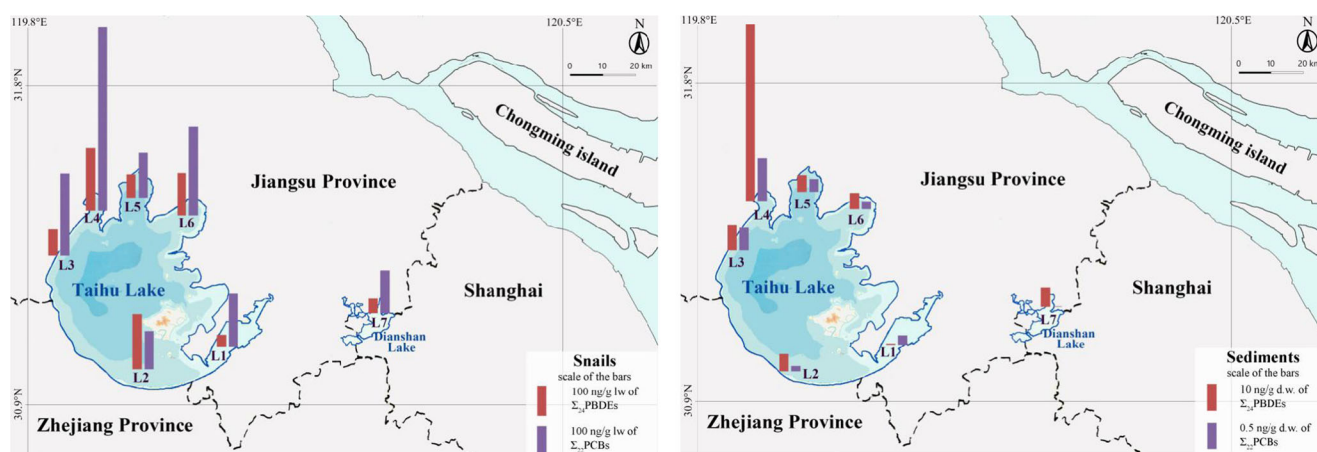 119.8°E
120.5°E
N
0 10 20 km
31.8°N
Chongming island
Jiangsu Province
L4
L5
L6
L3
Taihu Lake
Shanghai
L7
Dianshan
Lake
L1
L2
30.9°N
Zhejiang Province
Snails
scale of the bars
100 ng/g lw of
Σ24PBDEs
100 ng/g lw of
Σ22PCBs
119.8°E
120.5°E
N
0 10 20 km
31.8°N
Chongming island
Jiangsu Province
L4
L5
L6
L3
Taihu Lake
Shanghai
L7
Dianshan
Lake
L1
L2
30.9°N
Zhejiang Province
Sediments
scale of the bars
10 ng/g d.w. of
Σ24PBDEs
0.5 ng/g d.w. of
Σ22PCBs